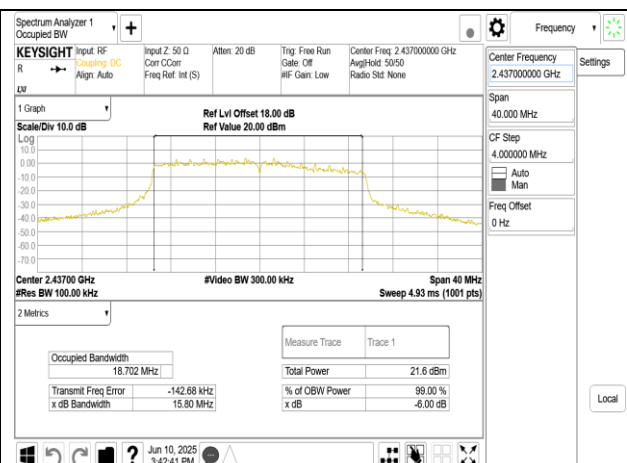 Spectrum Analyzer 1
Occupied BW
+
Frequency
KEYSIGHT
R
LXI
Input: RF
Coupling: DC
Align: Auto
Input Z: 50 Ω
Corr CCorr
Freq Ref: Int (S)
Atten: 20 dB
Trig: Free Run
Gate: Off
#IF Gain: Low
Center Freq: 2.437000000 GHz
Avg|Hold: 50/50
Radio Std: None
Center Frequency
2.437000000 GHz
Settings
Span
40.000 MHz
CF Step
4.000000 MHz
Auto
Man
Freq Offset
0 Hz
Local
1 Graph
Scale/Div 10.0 dB
Ref Lvl Offset 18.00 dB
Ref Value 20.00 dBm
Log
10.0
0.00
-10.0
-20.0
-30.0
-40.0
-50.0
-60.0
-70.0
Center 2.43700 GHz
#Res BW 100.00 kHz
#Video BW 300.00 kHz
Span 40 MHz
Sweep 4.93 ms (1001 pts)
2 Metrics
Measure Trace Trace 1
Occupied Bandwidth
18.702 MHz
Total Power 21.6 dBm
Transmit Freq Error -142.68 kHz
% of OBW Power 99.00 %
x dB Bandwidth 15.80 MHz
x dB -6.00 dB
?
Jun 10, 2025
3:42:41 PM